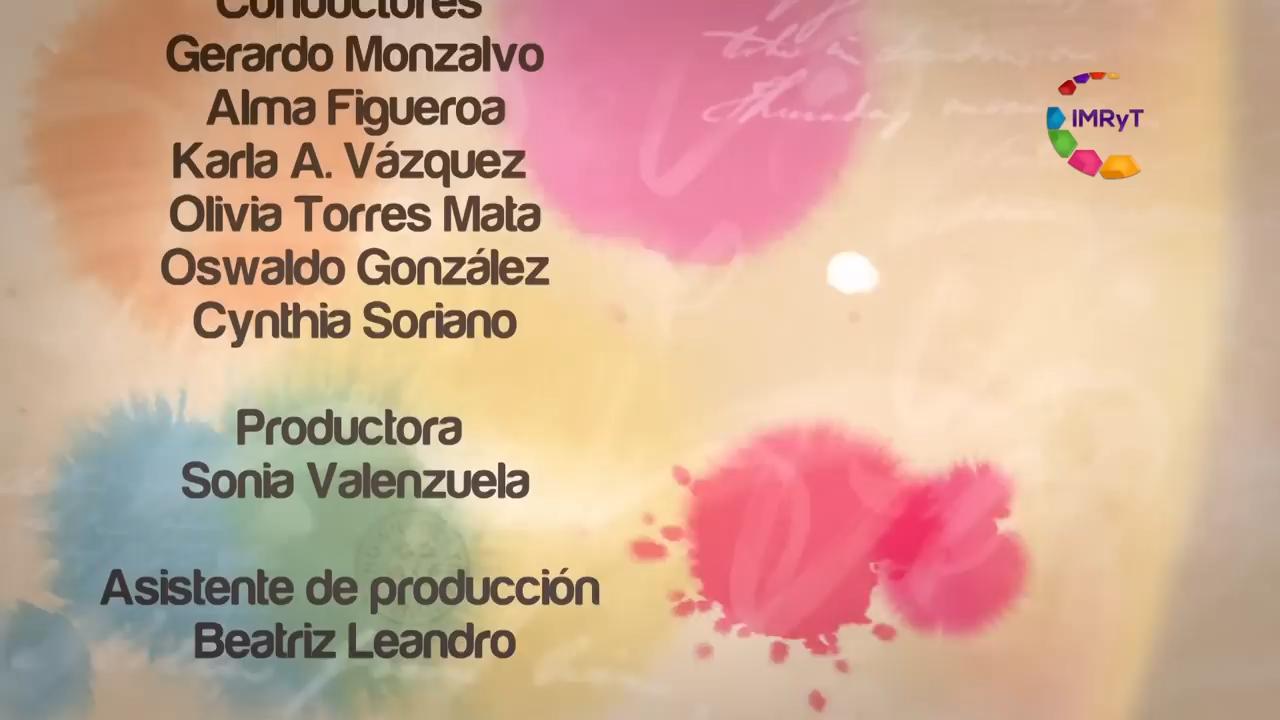 Conductores
Gerardo Monzalvo
Alma Figueroa
Karla A. Vázquez
Olivia Torres Mata
Oswaldo González
Cynthia Soriano
Productora
Sonia Valenzuela
Asistente de producción
Beatriz Leandro
IMRyT